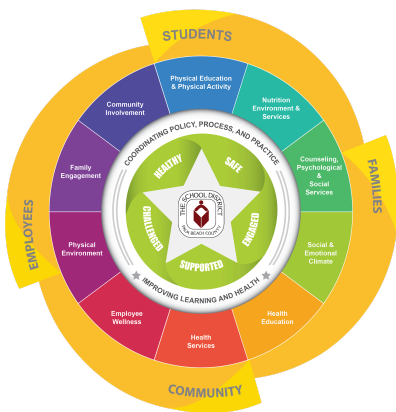 STUDENTS
FAMILIES
COMMUNITY
EMPLOYEES
Physical Education
& Physical Activity
Nutrition
Environment &
Services
Counseling,
Psychological
&
Social
Services
Social &
Emotional
Climate
Health
Education
Health
Services
Employee
Wellness
Physical
Environment
Family
Engagement
Community
Involvement
COORDINATING POLICY, PROCESS, AND PRACTICE
IMPROVING LEARNING AND HEALTH
HEALTHY
SAFE
ENGAGED
SUPPORTED
CHALLENGED
THE SCHOOL DISTRICT
PALM BEACH COUNTY